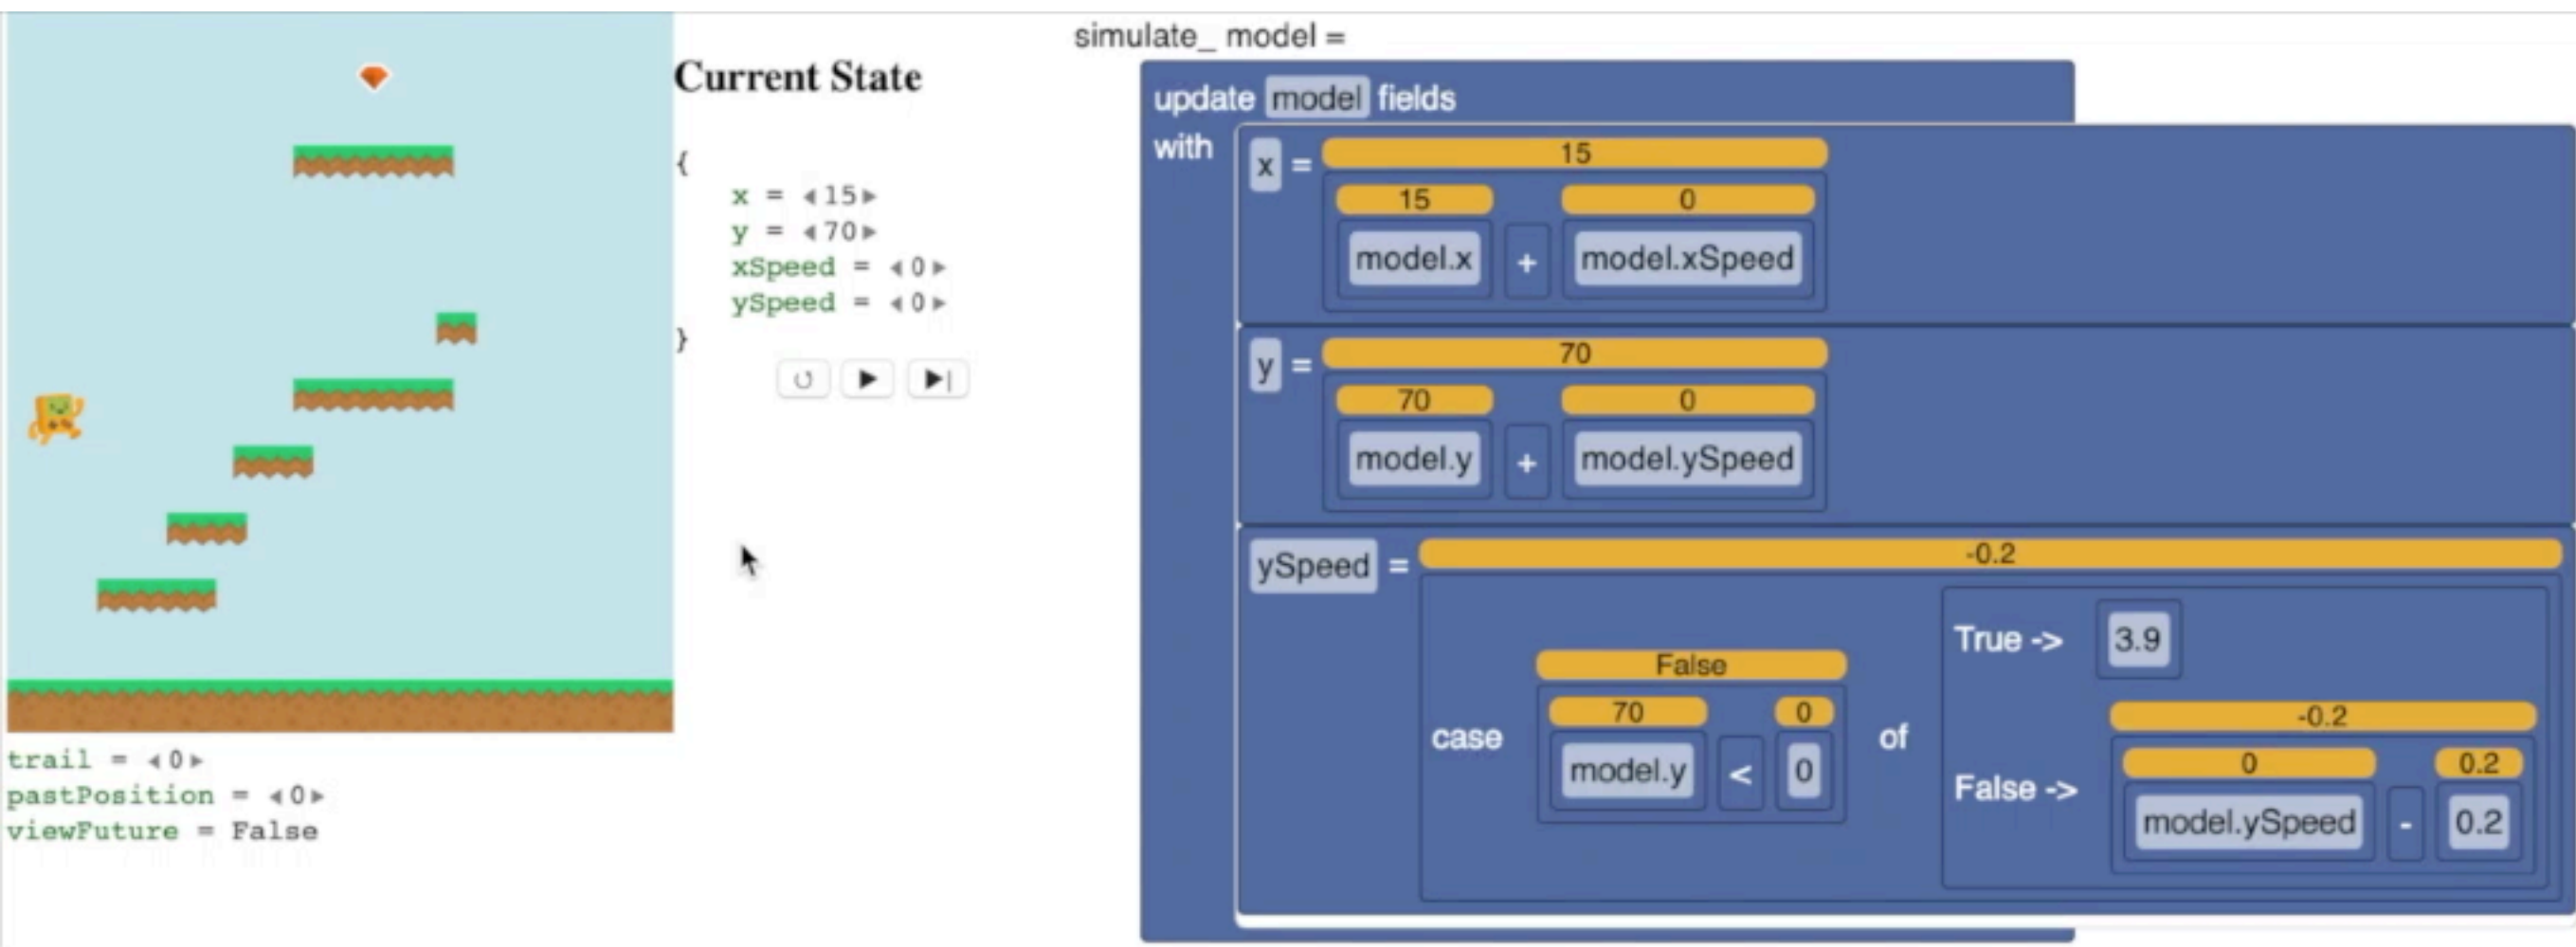 simulate_ model =
Current State
{
x = ◂15▸
y = ◂70▸
xSpeed = ◂0▸
ySpeed = ◂0▸
}
trail = ◂0▸
pastPosition = ◂0▸
viewFuture = False
update model fields
with
x =
15
15 0
model.x + model.xSpeed
y =
70
70 0
model.y + model.ySpeed
ySpeed =
-0.2
case
False
70 0
model.y < 0
of
True -> 3.9
False ->
-0.2
0 0.2
model.ySpeed - 0.2